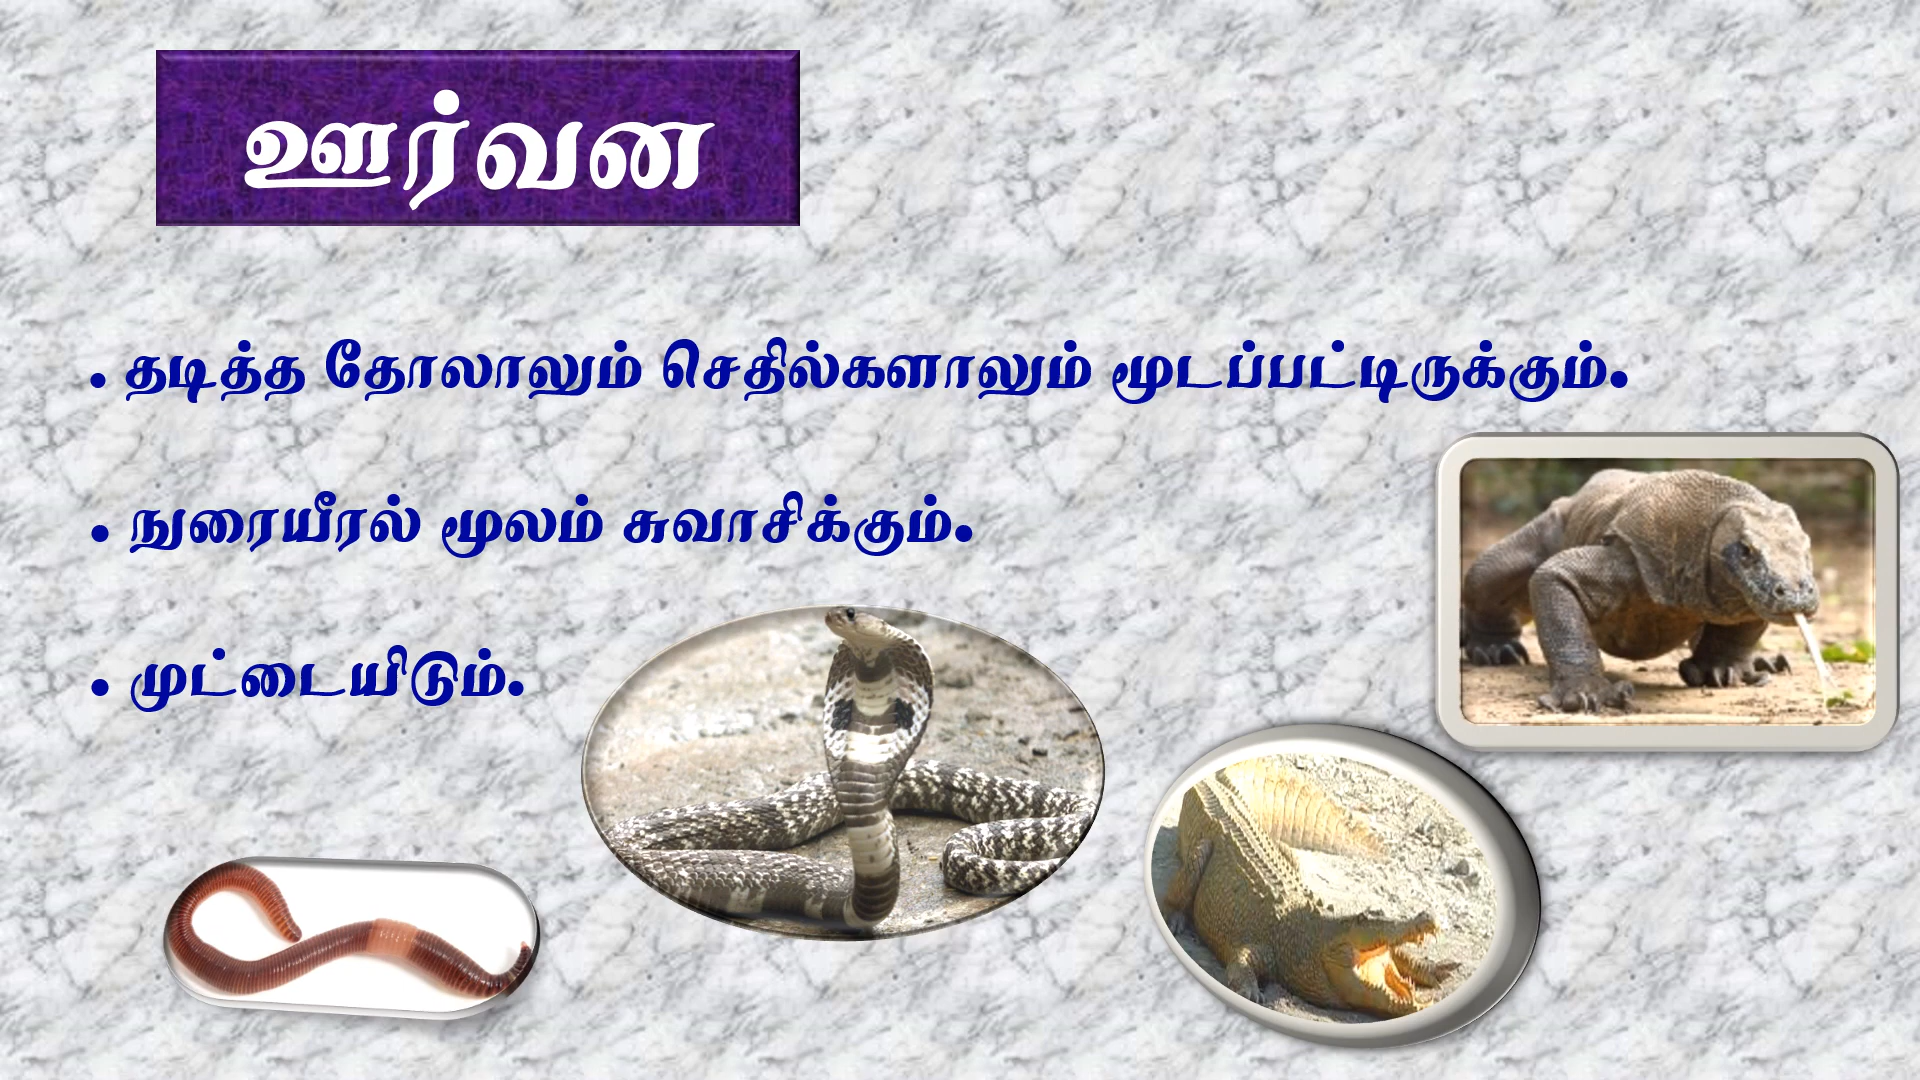 ஊர்வன
. தடித்த தோலாலும் செதில்களாலும் மூடப்பட்டிருக்கும்.
. நுரையீரல் மூலம் சுவாசிக்கும்.
. முட்டையிடும்.